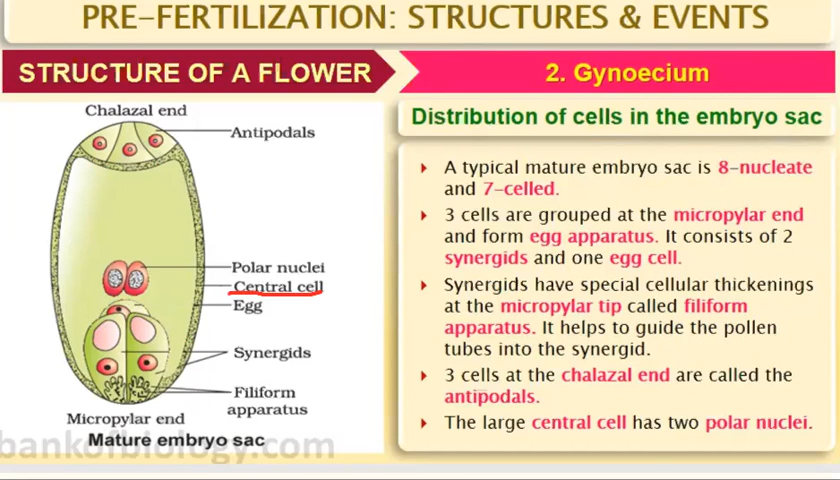 PRE-FERTILIZATION: STRUCTURES & EVENTS
STRUCTURE OF A FLOWER
2. Gynoecium
Chalazal end
Antipodals
Polar nuclei
Central cell
Egg
Synergids
Filiform
apparatus
Micropylar end
Mature embryo sac
bankofbiology.com
Distribution of cells in the embryo sac
A typical mature embryo sac is 8-nucleate
and 7-celled.
3 cells are grouped at the micropylar end
and form egg apparatus. It consists of 2
synergids and one egg cell.
Synergids have special cellular thickenings
at the micropylar tip called filiform
apparatus. It helps to guide the pollen
tubes into the synergid.
3 cells at the chalazal end are called the
antipodals.
The large central cell has two polar nuclei.